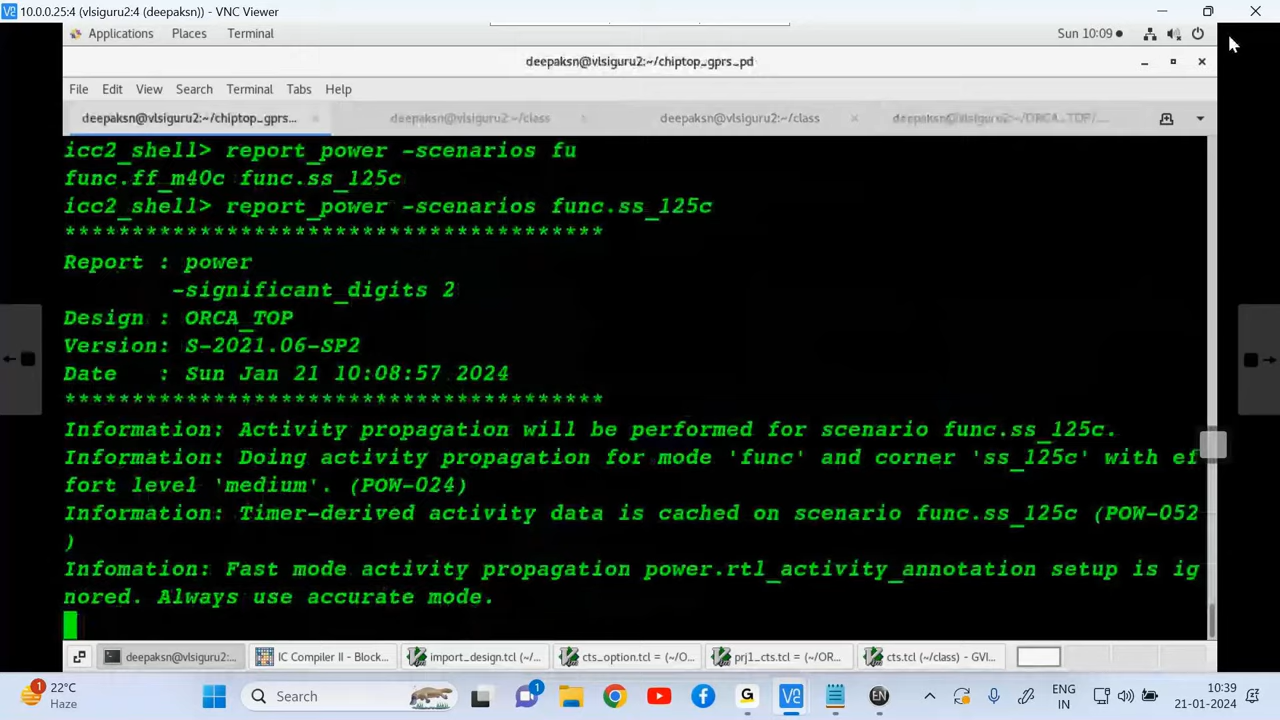 10.0.0.25:4 (vlsiguru2:4 (deepaksn)) - VNC Viewer
Applications Places Terminal Sun 10:09
deepaksn@vlsiguru2:~/chiptop_gprs_pd
File Edit View Search Terminal Tabs Help
deepaksn@vlsiguru2:~/chiptop_gprs... deepaksn@vlsiguru2:~/class deepaksn@vlsiguru2:~/class deepaksn@vlsiguru2:~/ORCA_TOP/...
icc2_shell> report_power -scenarios fu
func.ff_m40c func.ss_125c
icc2_shell> report_power -scenarios func.ss_125c
****************************************
Report : power
-significant_digits 2
Design : ORCA_TOP
Version: S-2021.06-SP2
Date : Sun Jan 21 10:08:57 2024
****************************************
Information: Activity propagation will be performed for scenario func.ss_125c.
Information: Doing activity propagation for mode 'func' and corner 'ss_125c' with ef
fort level 'medium'. (POW-024)
Information: Timer-derived activity data is cached on scenario func.ss_125c (POW-052
)
Infomation: Fast mode activity propagation power.rtl_activity_annotation setup is ig
nored. Always use accurate mode.
deepaksn@vlsiguru2:... IC Compiler II - Block... import_design.tcl (~/... cts_option.tcl = (~/O... prj1_cts.tcl = (~/OR... cts.tcl (~/class) - GVI...
1 22°C Search 1 G EN ENG 10:39
Haze IN 21-01-2024